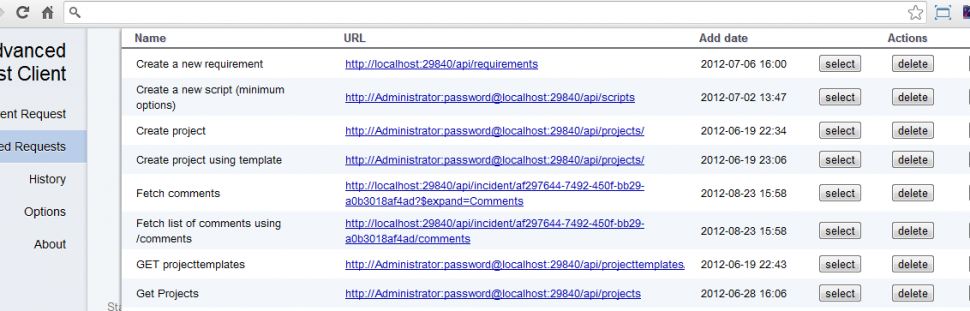 Name URL Add date Actions
dvanced
st Client
Create a new requirement http://localhost:29840/api/requirements 2012-07-06 16:00 select delete
Create a new script (minimum
options) http://Administrator:password@localhost:29840/api/scripts 2012-07-02 13:47 select delete
ent Request
Create project http://Administrator:password@localhost:29840/api/projects/ 2012-06-19 22:34 select delete
ed Requests
Create project using template http://Administrator:password@localhost:29840/api/projects/ 2012-06-19 23:06 select delete
History
Fetch comments http://localhost:29840/api/incident/af297644-7492-450f-bb29-
a0b3018af4ad?$expand=Comments 2012-08-23 15:58 select delete
Options
Fetch list of comments using http://localhost:29840/api/incident/af297644-7492-450f-bb29-
/comments a0b3018af4ad/comments 2012-08-23 15:58 select delete
About
GET projecttemplates http://Administrator:password@localhost:29840/api/projecttemplates 2012-06-19 22:43 select delete
Get Projects http://Administrator:password@localhost:29840/api/projects 2012-06-28 16:06 select delete
Sta